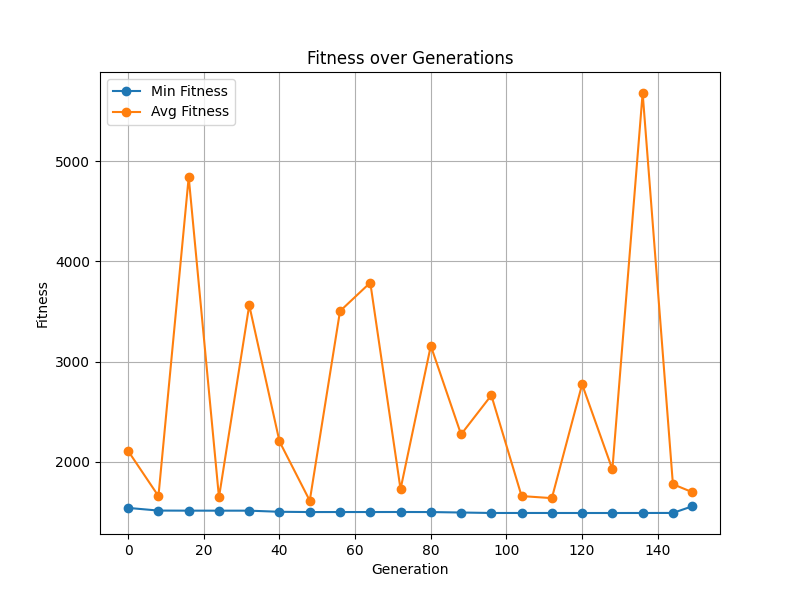 Fitness over Generations
Min Fitness
Avg Fitness
5000
4000
3000
2000
Fitness
0 20 40 60 80 100 120 140
Generation